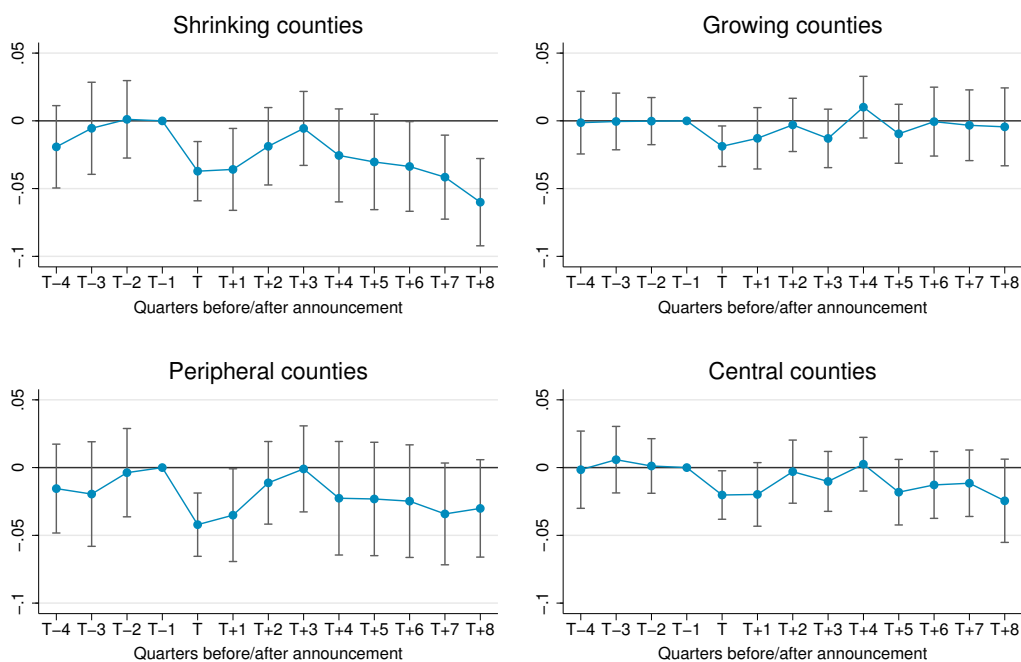 Shrinking counties
.05
0
−.05
−.1
T−4 T−3 T−2 T−1 T T+1 T+2 T+3 T+4 T+5 T+6 T+7 T+8
Quarters before/after announcement
Growing counties
.05
0
−.05
−.1
T−4 T−3 T−2 T−1 T T+1 T+2 T+3 T+4 T+5 T+6 T+7 T+8
Quarters before/after announcement
Peripheral counties
.05
0
−.05
−.1
T−4 T−3 T−2 T−1 T T+1 T+2 T+3 T+4 T+5 T+6 T+7 T+8
Quarters before/after announcement
Central counties
.05
0
−.05
−.1
T−4 T−3 T−2 T−1 T T+1 T+2 T+3 T+4 T+5 T+6 T+7 T+8
Quarters before/after announcement